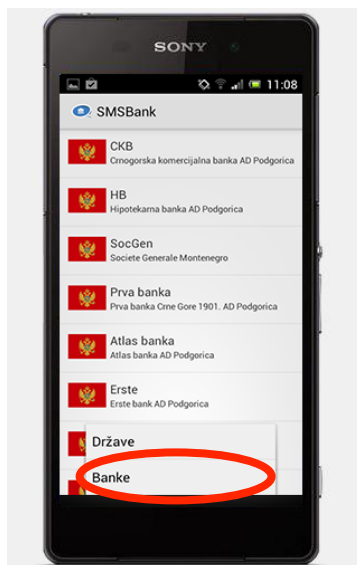 SONY
11:08
SMSBank
CKB
Crnogorska komercijalna banka AD Podgorica
HB
Hipotekarna banka AD Podgorica
SocGen
Societe Generale Montenegro
Prva banka
Prva banka Crne Gore 1901. AD Podgorica
Atlas banka
Atlas banka AD Podgorica
Erste
Erste bank AD Podgorica
Države
Banke